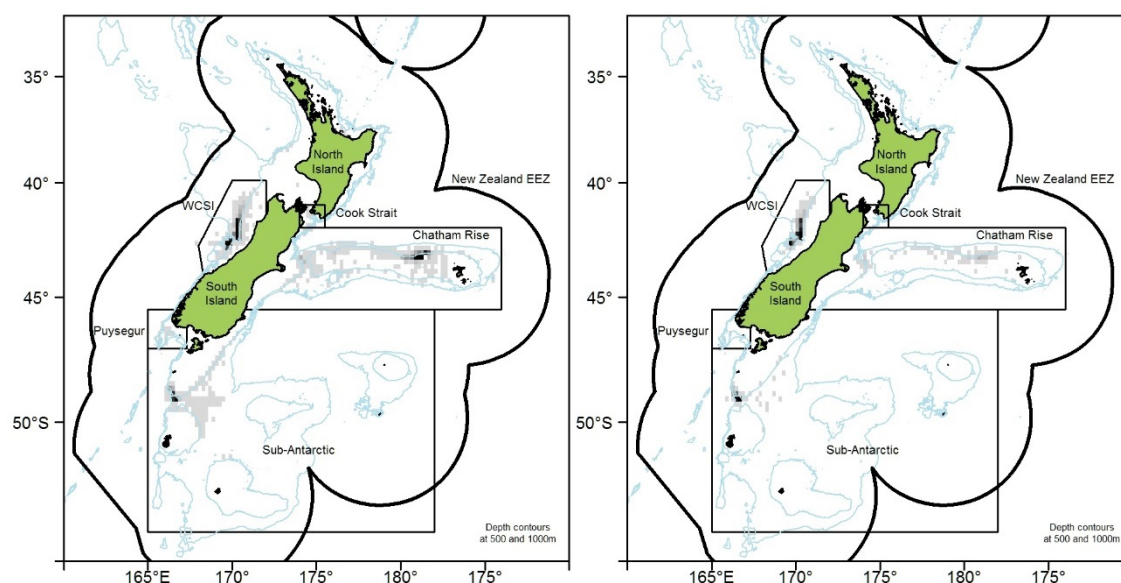 35°
40°
45°
50°S
165°E
170°
175°
180°
175°
North
Island
New Zealand EEZ
WCSI
Cook Strait
Chatham Rise
South
Island
Puysegur
Sub-Antarctic
Depth contours
at 500 and 1000m
35°
40°
45°
50°S
165°E
170°
175°
180°
175°
North
Island
New Zealand EEZ
WCSI
Cook Strait
Chatham Rise
South
Island
Puysegur
Sub-Antarctic
Depth contours
at 500 and 1000m